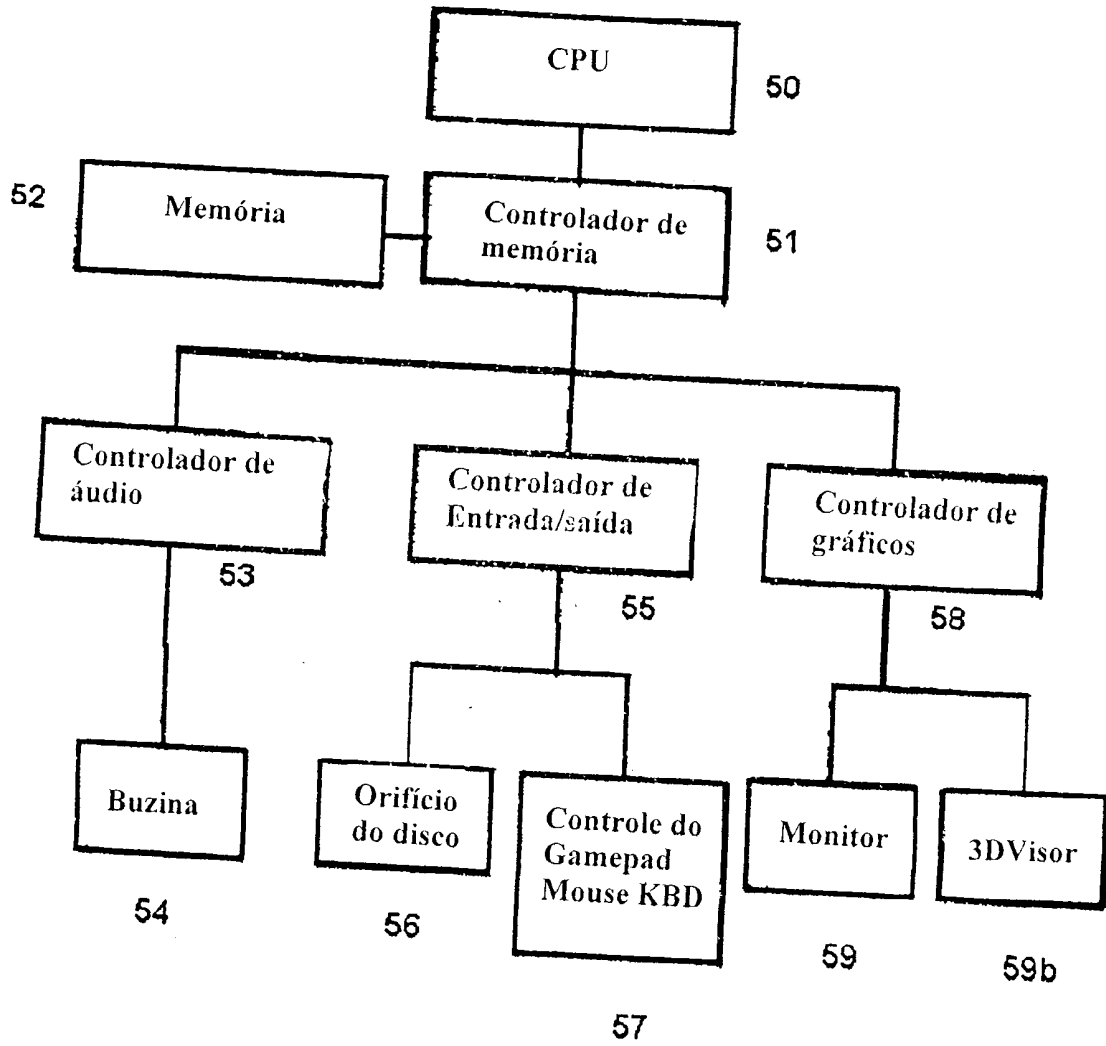 CPU
50
52
Memória
Controlador de
memória
51
Controlador de
áudio
53
Controlador de
Entrada/saída
55
Controlador de
gráficos
58
Buzina
54
Orifício
do disco
56
Controle do
Gamepad
Mouse KBD
57
Monitor
59
3DVisor
59b